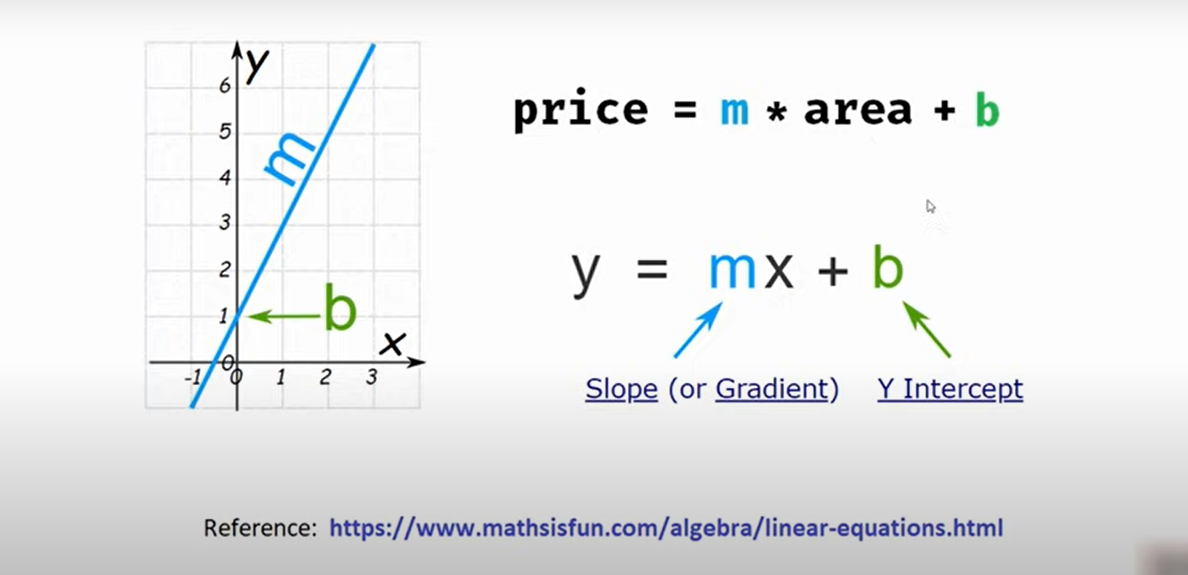 y
6
5
m
4
3
2
1
b
x
0
-1 0 1 2 3
price = m * area + b
y = mx + b
Slope (or Gradient) Y Intercept
Reference: https://www.mathsisfun.com/algebra/linear-equations.html